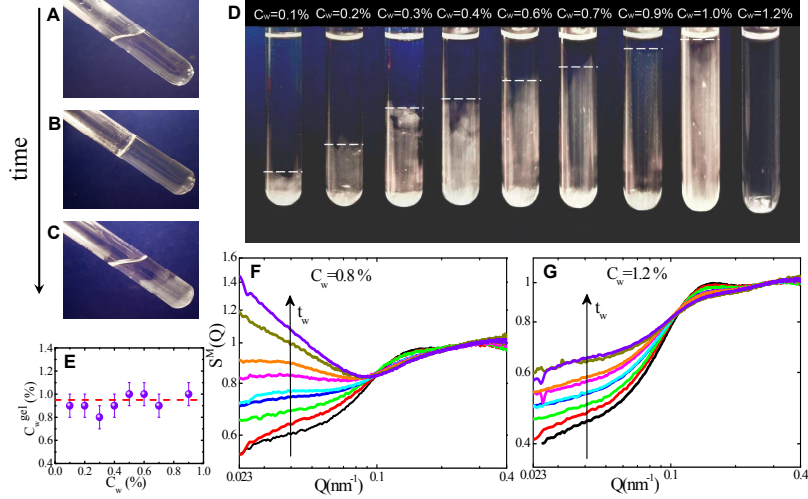 A
B
C
time
D
Cw=0.1% Cw=0.2% Cw=0.3% Cw=0.4% Cw=0.6% Cw=0.7% Cw=0.9% Cw=1.0% Cw=1.2%
E
Cw^gel (%)
1.4
1.2
1.0
0.8
0.6
0.4
0.0 0.2 0.4 0.6 0.8 1.0
Cw(%)
F
Cw=0.8 %
tw
S^M(Q)
1.6
1.4
1.2
1
0.8
0.6
0.023 0.1 0.4
Q(nm-1)
G
Cw=1.2 %
tw
1
0.8
0.6
0.4
0.023 0.1 0.4
Q(nm-1)